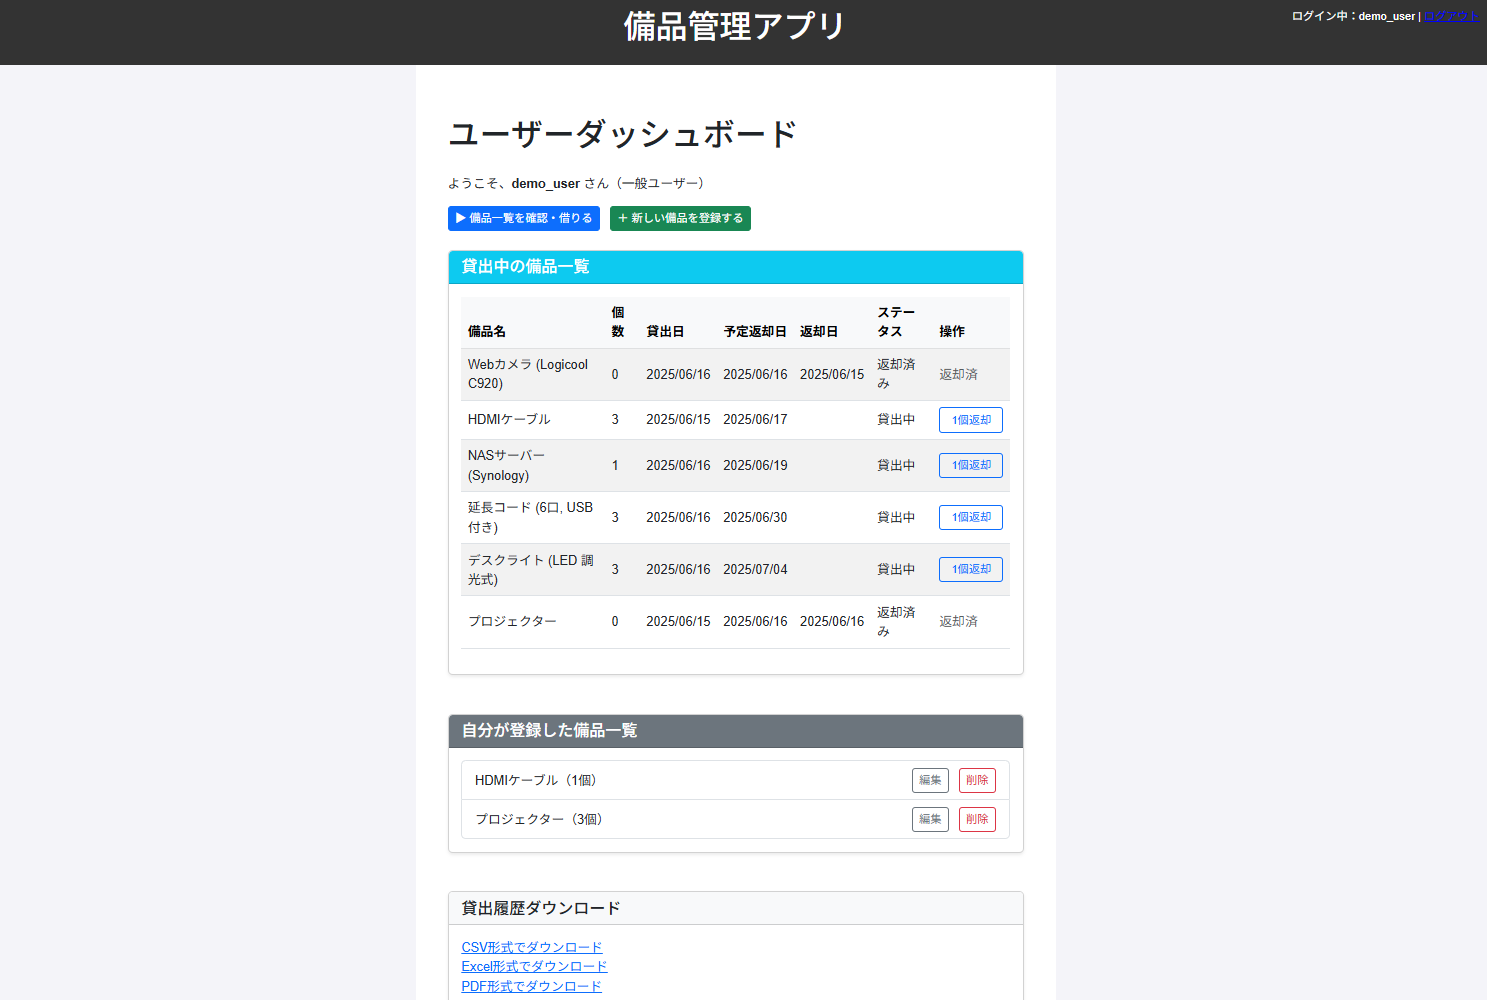 備品管理アプリ
ログイン中：demo_user | ログアウト
ユーザーダッシュボード
ようこそ、demo_user さん（一般ユーザー）
▶ 備品一覧を確認・借りる
＋ 新しい備品を登録する
貸出中の備品一覧
備品名 個数 貸出日 予定返却日 返却日 ステータス 操作
Webカメラ (Logicool C920) 0 2025/06/16 2025/06/16 2025/06/15 返却済み 返却済
HDMIケーブル 3 2025/06/15 2025/06/17 貸出中 1個返却
NASサーバー (Synology) 1 2025/06/16 2025/06/19 貸出中 1個返却
延長コード (6口, USB付き) 3 2025/06/16 2025/06/30 貸出中 1個返却
デスクライト (LED 調光式) 3 2025/06/16 2025/07/04 貸出中 1個返却
プロジェクター 0 2025/06/15 2025/06/16 2025/06/16 返却済み 返却済
自分が登録した備品一覧
HDMIケーブル（1個） 編集 削除
プロジェクター（3個） 編集 削除
貸出履歴ダウンロード
CSV形式でダウンロード
Excel形式でダウンロード
PDF形式でダウンロード